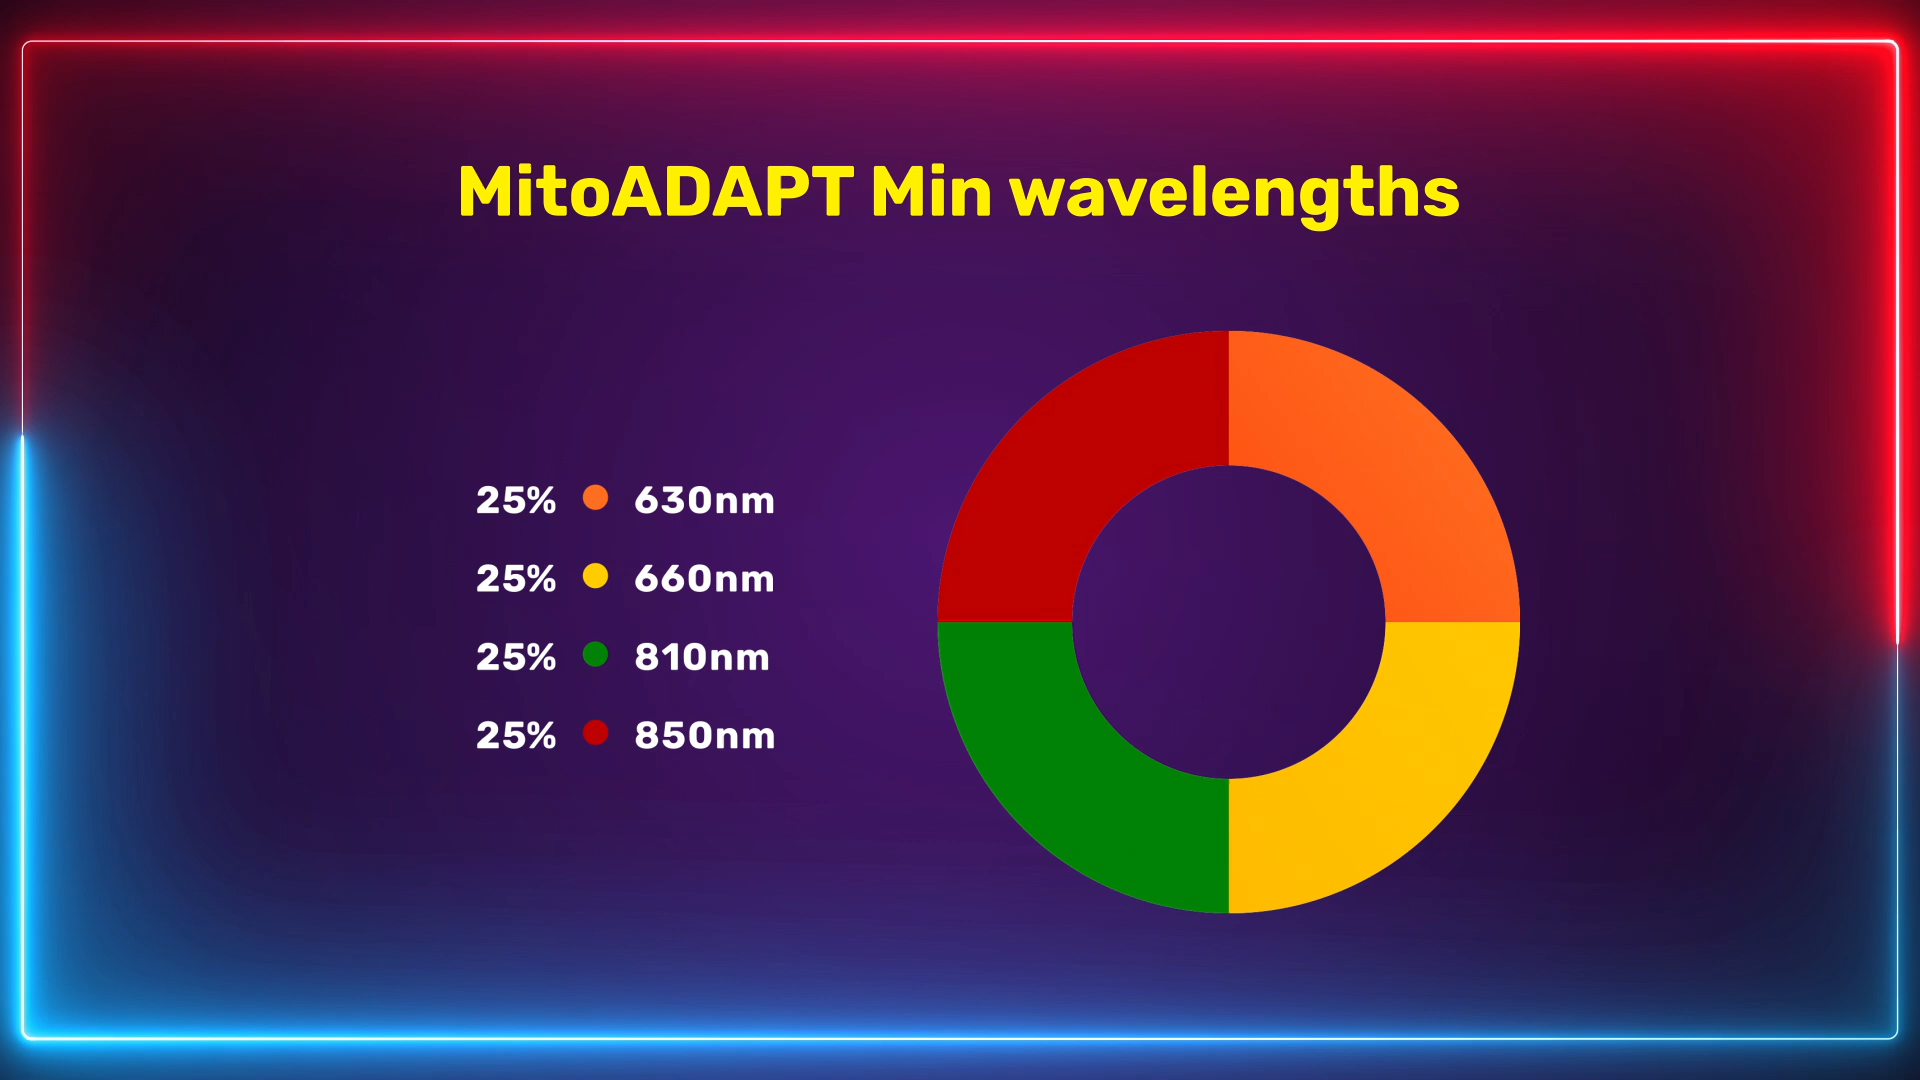 MitoADAPT Min wavelengths
25% 630nm
25% 660nm
25% 810nm
25% 850nm